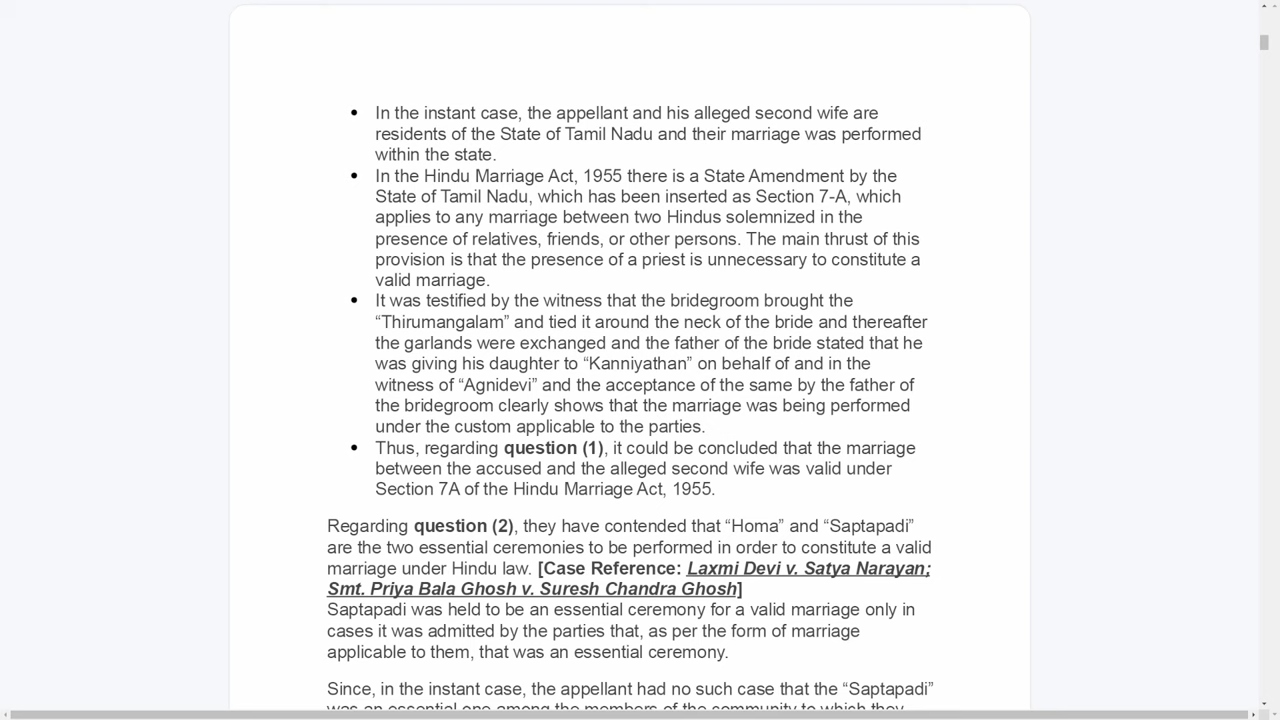 • In the instant case, the appellant and his alleged second wife are
residents of the State of Tamil Nadu and their marriage was performed
within the state.
• In the Hindu Marriage Act, 1955 there is a State Amendment by the
State of Tamil Nadu, which has been inserted as Section 7-A, which
applies to any marriage between two Hindus solemnized in the
presence of relatives, friends, or other persons. The main thrust of this
provision is that the presence of a priest is unnecessary to constitute a
valid marriage.
• It was testified by the witness that the bridegroom brought the
“Thirumangalam” and tied it around the neck of the bride and thereafter
the garlands were exchanged and the father of the bride stated that he
was giving his daughter to “Kanniyathan” on behalf of and in the
witness of “Agnidevi” and the acceptance of the same by the father of
the bridegroom clearly shows that the marriage was being performed
under the custom applicable to the parties.
• Thus, regarding question (1), it could be concluded that the marriage
between the accused and the alleged second wife was valid under
Section 7A of the Hindu Marriage Act, 1955.
Regarding question (2), they have contended that “Homa” and “Saptapadi”
are the two essential ceremonies to be performed in order to constitute a valid
marriage under Hindu law. [Case Reference: Laxmi Devi v. Satya Narayan;
Smt. Priya Bala Ghosh v. Suresh Chandra Ghosh]
Saptapadi was held to be an essential ceremony for a valid marriage only in
cases it was admitted by the parties that, as per the form of marriage
applicable to them, that was an essential ceremony.
Since, in the instant case, the appellant had no such case that the “Saptapadi”
was an essential one among the members of the community to which they